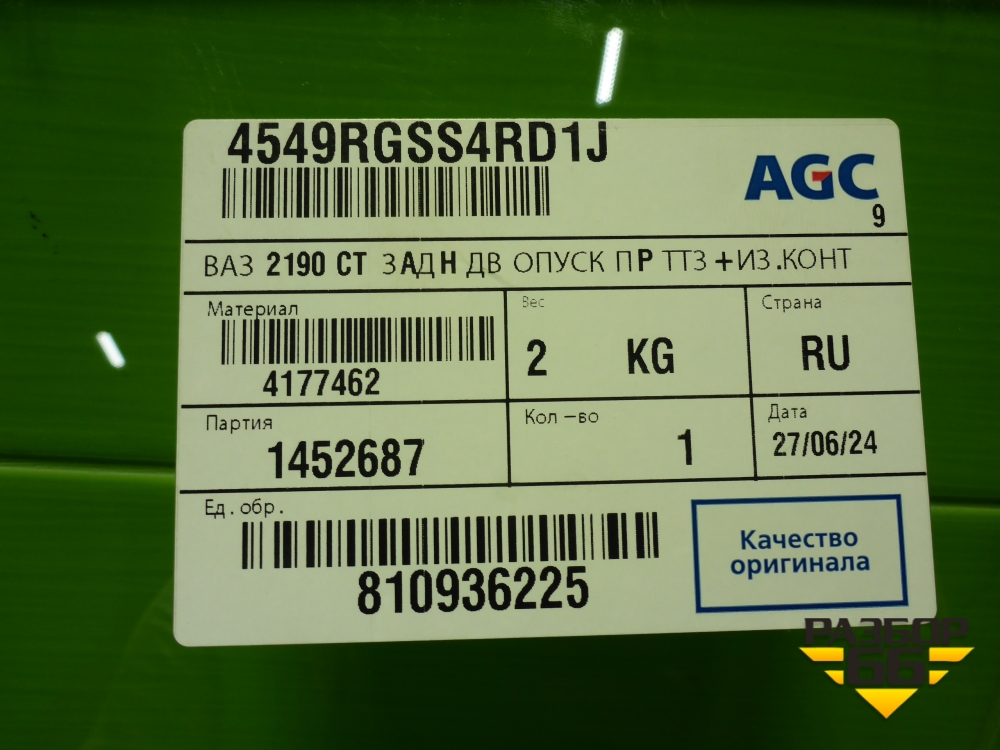 4549RGSS4RD1J
AGC
9
ВАЗ 2190 СТ ЗАДН ДВ ОПУСК ПР ТТЗ +ИЗ.КОНТ
Материал
4177462
Вес
2 KG
Страна
RU
Партия
1452687
Кол -во
1
Дата
27/06/24
Ед. обр.
810936225
Качество
оригинала
РАЗБОР
66